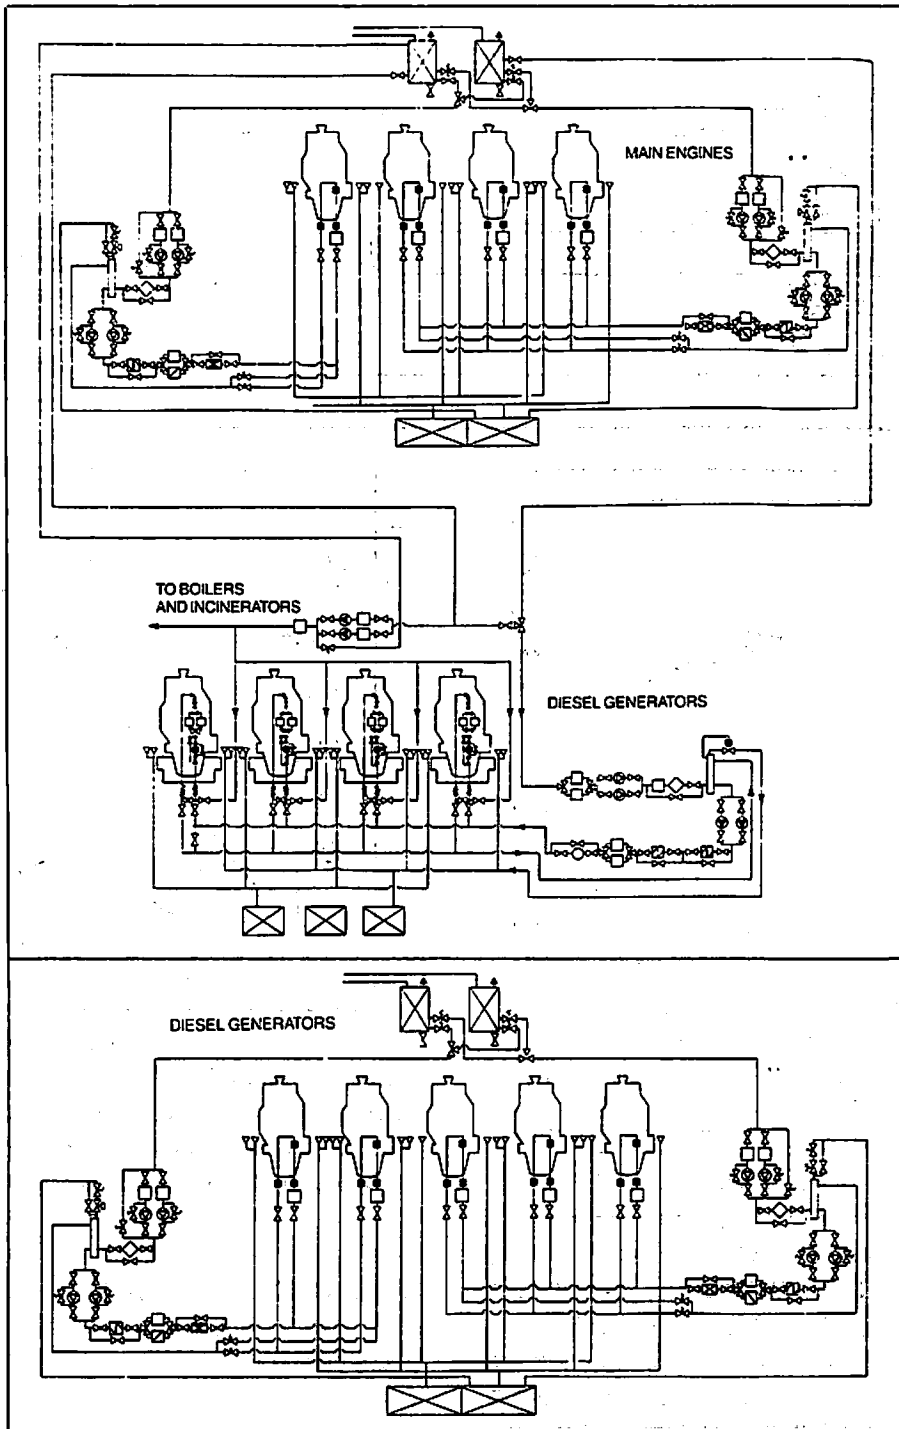 MAIN ENGINES
TO BOILERS
AND INCINERATORS
DIESEL GENERATORS
DIESEL GENERATORS